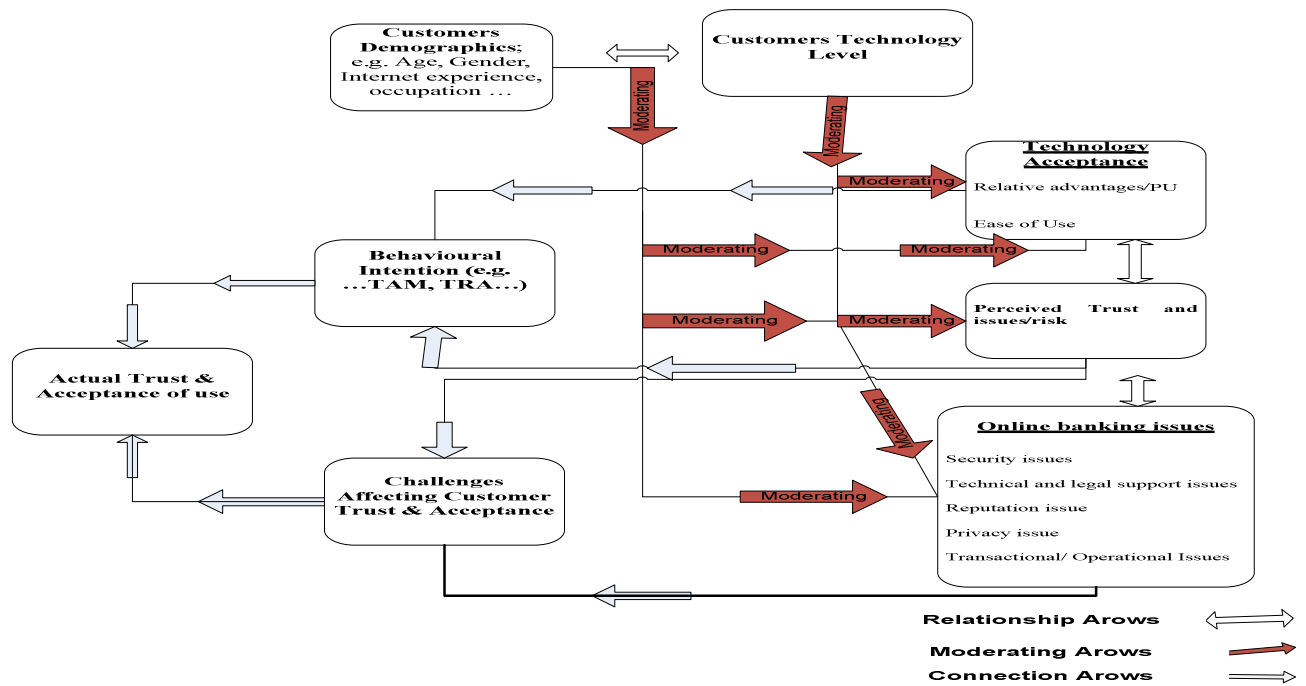 Customers
Demographics;
e.g. Age, Gender,
Internet experience,
occupation …
Customers Technology
Level
Moderating
Moderating
Technology
Acceptance
Relative advantages/PU
Ease of Use
Moderating
Moderating
Moderating
Behavioural
Intention (e.g.
…TAM, TRA…)
Perceived Trust and
issues/risk
Moderating
Moderating
Actual Trust &
Acceptance of use
Moderating
Online banking issues
Security issues
Technical and legal support issues
Reputation issue
Privacy issue
Transactional/ Operational Issues
Challenges
Affecting Customer
Trust & Acceptance
Moderating
Relationship Arows
Moderating Arows
Connection Arows